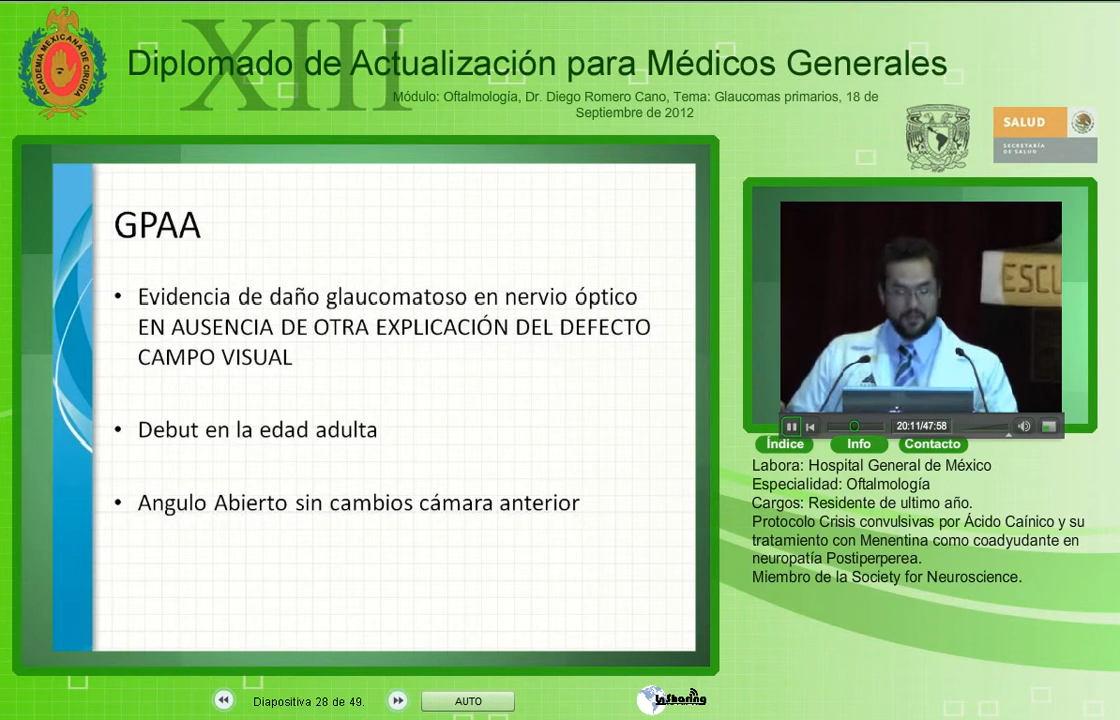 XIII
Diplomado de Actualización para Médicos Generales
Módulo: Oftalmología, Dr. Diego Romero Cano, Tema: Glaucomas primarios, 18 de
Septiembre de 2012
ACADEMIA MEXICANA DE CIRUGIA
SALUD
SECRETARÍA
DE SALUD
GPAA
• Evidencia de daño glaucomatoso en nervio óptico
EN AUSENCIA DE OTRA EXPLICACIÓN DEL DEFECTO
CAMPO VISUAL
• Debut en la edad adulta
• Angulo Abierto sin cambios cámara anterior
ESCU
20:11/47:58
Índice Info Contacto
Labora: Hospital General de México
Especialidad: Oftalmología
Cargos: Residente de ultimo año.
Protocolo Crisis convulsivas por Ácido Caínico y su
tratamiento con Menentina como coadyudante en
neuropatía Postiperperea.
Miembro de la Society for Neuroscience.
Diapositiva 28 de 49.
AUTO